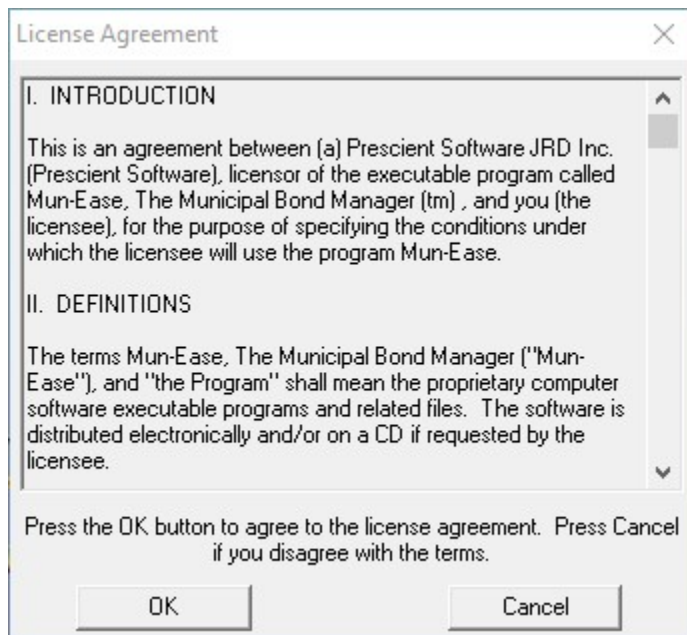 License Agreement
I. INTRODUCTION
This is an agreement between (a) Prescient Software JRD Inc.
(Prescient Software), licensor of the executable program called
Mun-Ease, The Municipal Bond Manager (tm) , and you (the
licensee), for the purpose of specifying the conditions under
which the licensee will use the program Mun-Ease.
II. DEFINITIONS
The terms Mun-Ease, The Municipal Bond Manager ("Mun-
Ease"), and "the Program" shall mean the proprietary computer
software executable programs and related files. The software is
distributed electronically and/or on a CD if requested by the
licensee.
Press the OK button to agree to the license agreement. Press Cancel
if you disagree with the terms.
OK Cancel